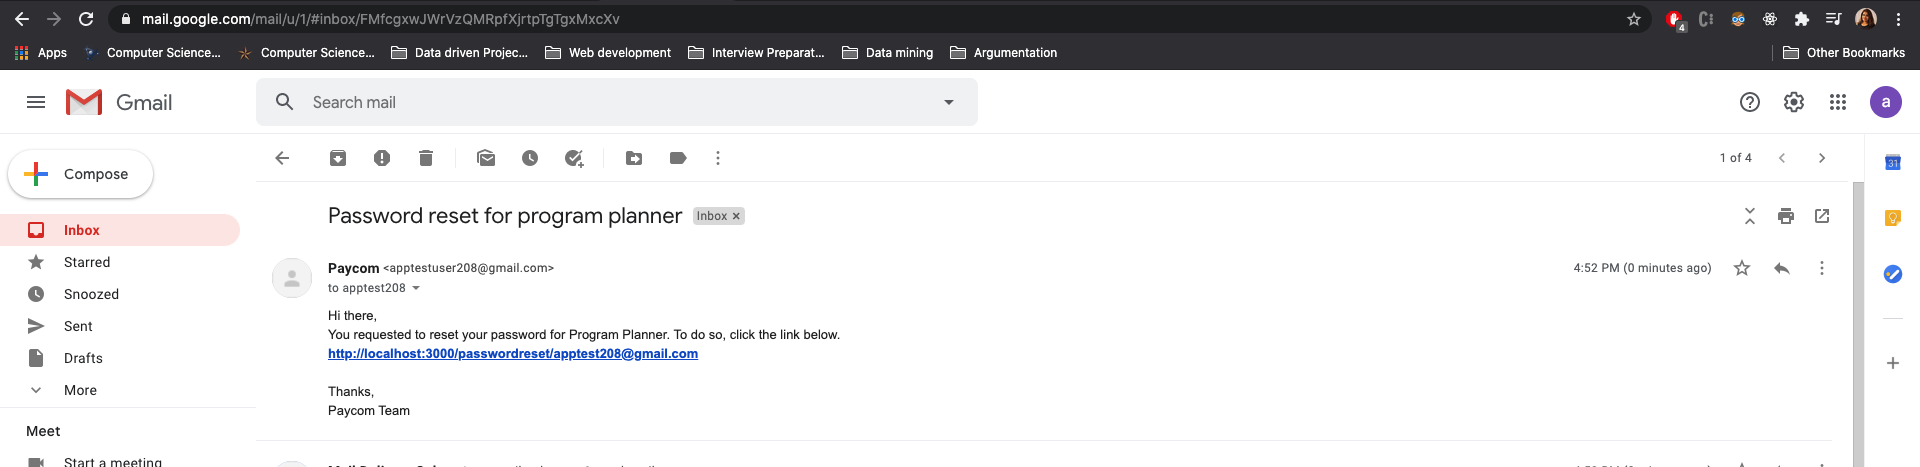 mail.google.com/mail/u/1/#inbox/FMfcgxwJWrVzQMRpfXjrtpTgTgxMxcXv
4
Apps
Computer Science...
Computer Science...
Data driven Projec...
Web development
Interview Preparat...
Data mining
Argumentation
Other Bookmarks
Gmail
Search mail
a
Compose
1 of 4
31
Inbox
Starred
Snoozed
Sent
Drafts
More
Meet
Start a meeting
Password reset for program planner Inbox ×
Paycom <apptestuser208@gmail.com>
4:52 PM (0 minutes ago)
to apptest208
Hi there,
You requested to reset your password for Program Planner. To do so, click the link below.
http://localhost:3000/passwordreset/apptest208@gmail.com
Thanks,
Paycom Team